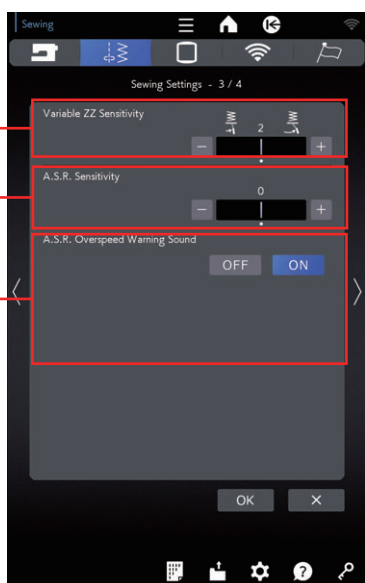 Sewing
Sewing Settings - 3 / 4
Variable ZZ Sensitivity
2
- +
A.S.R. Sensitivity
0
- +
A.S.R. Overspeed Warning Sound
OFF ON
OK ×
?